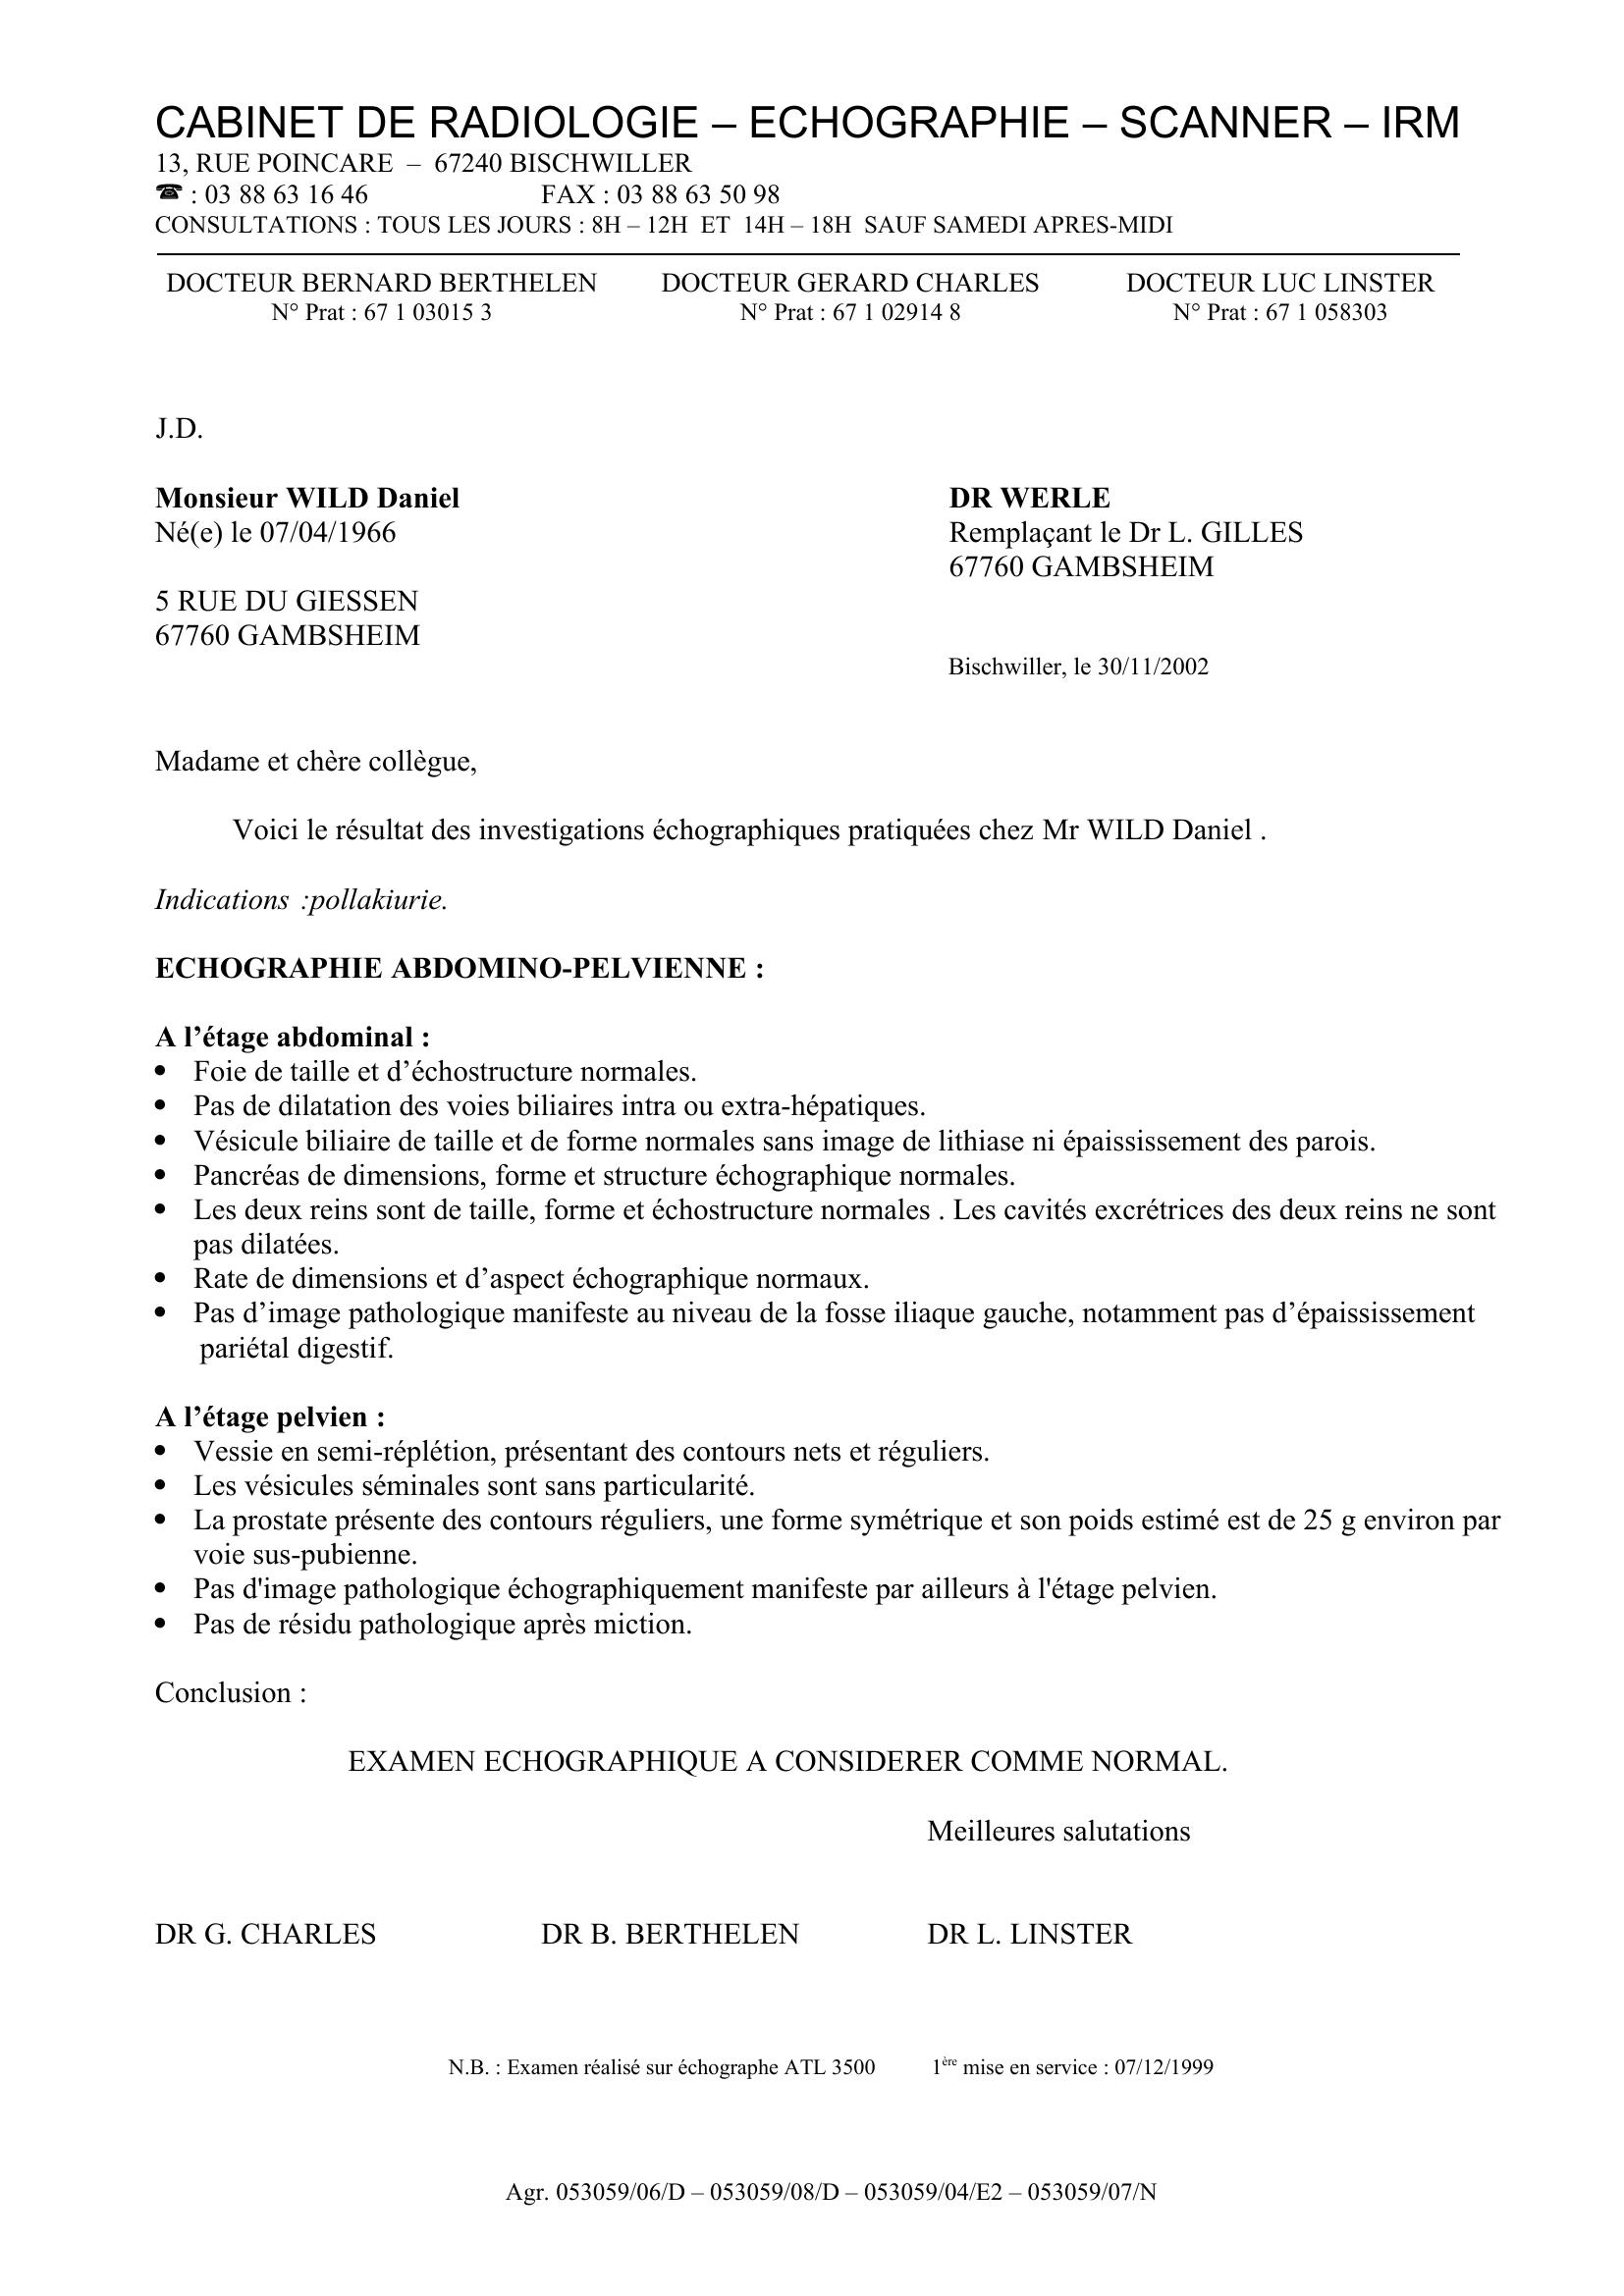 CABINET DE RADIOLOGIE – ECHOGRAPHIE – SCANNER – IRM
13, RUE POINCARE – 67240 BISCHWILLER
☎ : 03 88 63 16 46 FAX : 03 88 63 50 98
CONSULTATIONS : TOUS LES JOURS : 8H – 12H ET 14H – 18H SAUF SAMEDI APRES-MIDI
DOCTEUR BERNARD BERTHELEN DOCTEUR GERARD CHARLES DOCTEUR LUC LINSTER
N° Prat : 67 1 03015 3 N° Prat : 67 1 02914 8 N° Prat : 67 1 058303
J.D.
Monsieur WILD Daniel DR WERLE
Né(e) le 07/04/1966 Remplaçant le Dr L. GILLES
67760 GAMBSHEIM
5 RUE DU GIESSEN
67760 GAMBSHEIM
Bischwiller, le 30/11/2002
Madame et chère collègue,
Voici le résultat des investigations échographiques pratiquées chez Mr WILD Daniel .
Indications :pollakiurie.
ECHOGRAPHIE ABDOMINO-PELVIENNE :
A l’étage abdominal :
• Foie de taille et d’échostructure normales.
• Pas de dilatation des voies biliaires intra ou extra-hépatiques.
• Vésicule biliaire de taille et de forme normales sans image de lithiase ni épaississement des parois.
• Pancréas de dimensions, forme et structure échographique normales.
• Les deux reins sont de taille, forme et échostructure normales . Les cavités excrétrices des deux reins ne sont
pas dilatées.
• Rate de dimensions et d’aspect échographique normaux.
• Pas d’image pathologique manifeste au niveau de la fosse iliaque gauche, notamment pas d’épaississement
pariétal digestif.
A l’étage pelvien :
• Vessie en semi-réplétion, présentant des contours nets et réguliers.
• Les vésicules séminales sont sans particularité.
• La prostate présente des contours réguliers, une forme symétrique et son poids estimé est de 25 g environ par
voie sus-pubienne.
• Pas d'image pathologique échographiquement manifeste par ailleurs à l'étage pelvien.
• Pas de résidu pathologique après miction.
Conclusion :
EXAMEN ECHOGRAPHIQUE A CONSIDERER COMME NORMAL.
Meilleures salutations
DR G. CHARLES DR B. BERTHELEN DR L. LINSTER
N.B. : Examen réalisé sur échographe ATL 3500 1ère mise en service : 07/12/1999
Agr. 053059/06/D – 053059/08/D – 053059/04/E2 – 053059/07/N